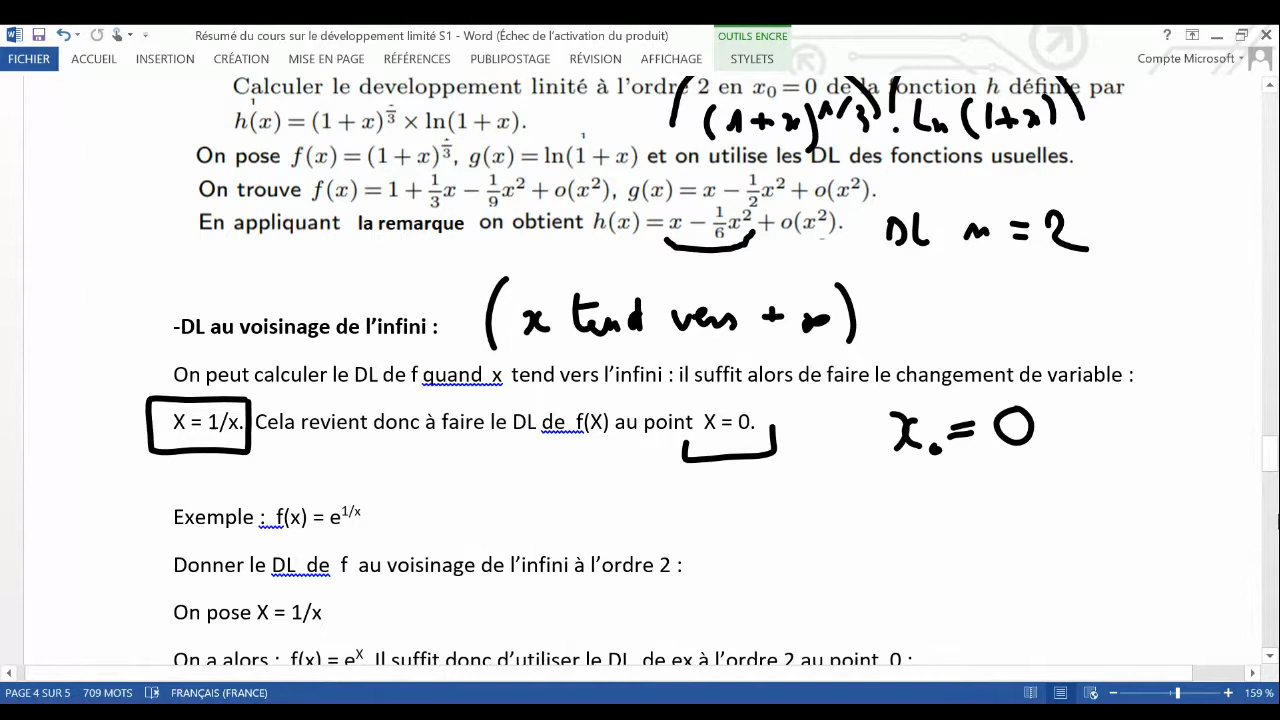 Résumé du cours sur le développement limité S1 - Word (Échec de l'activation du produit)
OUTILS ENCRE
FICHIER ACCUEIL INSERTION CRÉATION MISE EN PAGE RÉFÉRENCES PUBLIPOSTAGE RÉVISION AFFICHAGE STYLETS Compte Microsoft
Calculer le developpement linité à l'ordre 2 en x₀ = 0 de la fonction h définie par
h(x) = (1 + x)^{1/3} × ln(1 + x).
((1+x)^{1/3}) . (Ln (1+x))
On pose f(x) = (1 + x)^{1/3}, g(x) = ln(1 + x) et on utilise les DL des fonctions usuelles.
On trouve f(x) = 1 + 1/3 x − 1/9 x² + o(x²), g(x) = x − 1/2 x² + o(x²).
En appliquant la remarque on obtient h(x) = x − 1/6 x² + o(x²).
DL n = 2
-DL au voisinage de l'infini :
(x tend vers + ∞)
On peut calculer le DL de f quand x tend vers l'infini : il suffit alors de faire le changement de variable :
X = 1/x. Cela revient donc à faire le DL de f(X) au point X = 0.
x₀ = 0
Exemple : f(x) = e^{1/x}
Donner le DL de f au voisinage de l'infini à l'ordre 2 :
On pose X = 1/x
On a alors : f(x) = e^X Il suffit donc d'utiliser le DL de ex à l'ordre 2 au point 0 :
PAGE 4 SUR 5 709 MOTS FRANÇAIS (FRANCE) 159 %